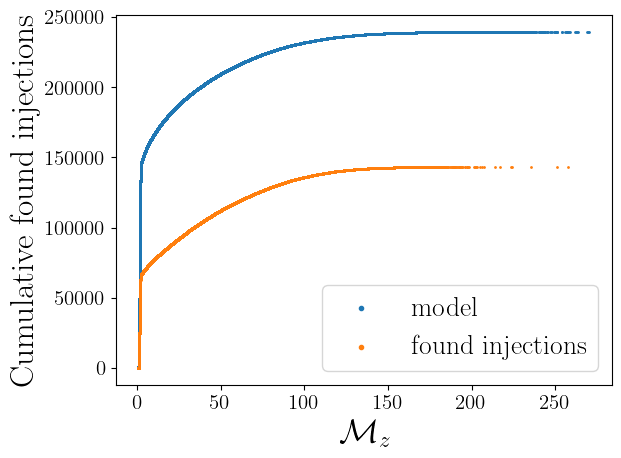 Cumulative found injections
250000
200000
150000
100000
50000
0
0 50 100 150 200 250
model
found injections
ℳ_z